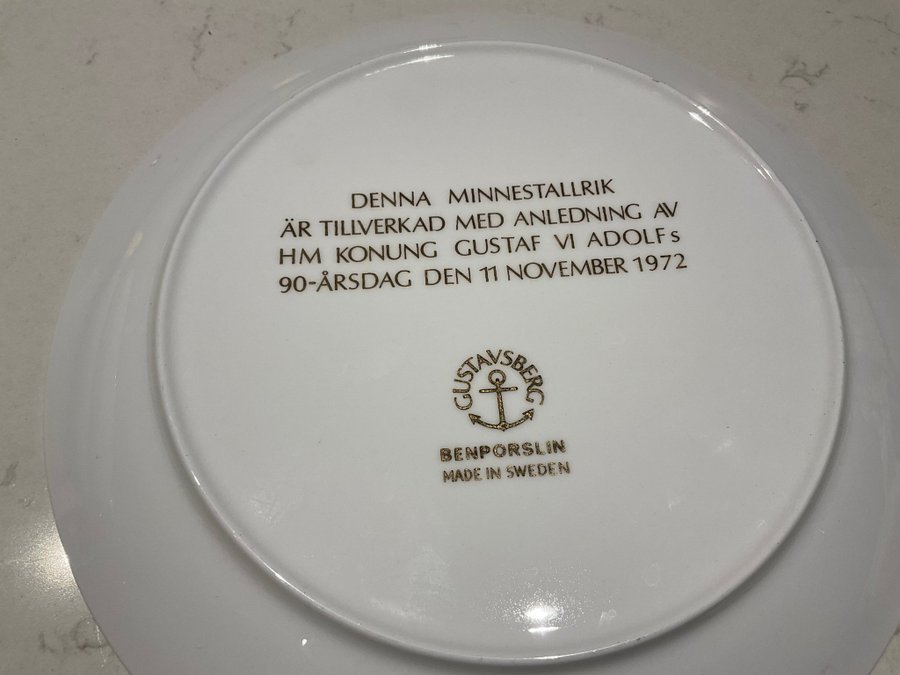 DENNA MINNESTALLRIK
ÄR TILLVERKAD MED ANLEDNING AV
HM KONUNG GUSTAF VI ADOLFs
90-ÅRSDAG DEN 11 NOVEMBER 1972
GUSTAVSBERG
BENPORSLIN
MADE IN SWEDEN